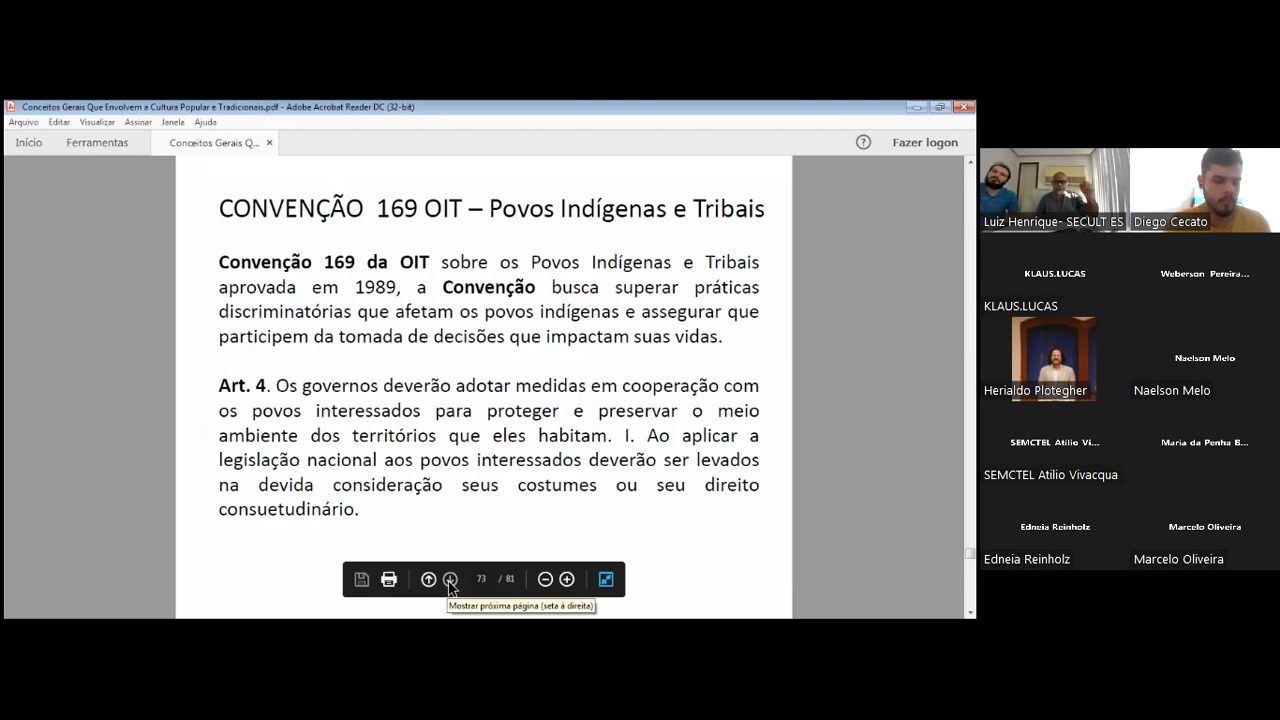 Conceitos Gerais Que Envolvem a Cultura Popular e Tradicionais.pdf - Adobe Acrobat Reader DC (32-bit)
Arquivo Editar Visualizar Assinar Janela Ajuda
Início Ferramentas Conceitos Gerais Q... × ? Fazer logon
CONVENÇÃO 169 OIT – Povos Indígenas e Tribais
Convenção 169 da OIT sobre os Povos Indígenas e Tribais
aprovada em 1989, a Convenção busca superar práticas
discriminatórias que afetam os povos indígenas e assegurar que
participem da tomada de decisões que impactam suas vidas.
Art. 4. Os governos deverão adotar medidas em cooperação com
os povos interessados para proteger e preservar o meio
ambiente dos territórios que eles habitam. I. Ao aplicar a
legislação nacional aos povos interessados deverão ser levados
na devida consideração seus costumes ou seu direito
consuetudinário.
73 / 81
Mostrar próxima página (seta à direita)
Luiz Henrique- SECULT ES Diego Cecato
KLAUS.LUCAS Weberson Pereira...
KLAUS.LUCAS
Naelson Melo
Herialdo Plotegher Naelson Melo
SEMCTEL Atilio Vi... Maria da Penha B...
SEMCTEL Atilio Vivacqua
Edneia Reinholz Marcelo Oliveira
Edneia Reinholz Marcelo Oliveira